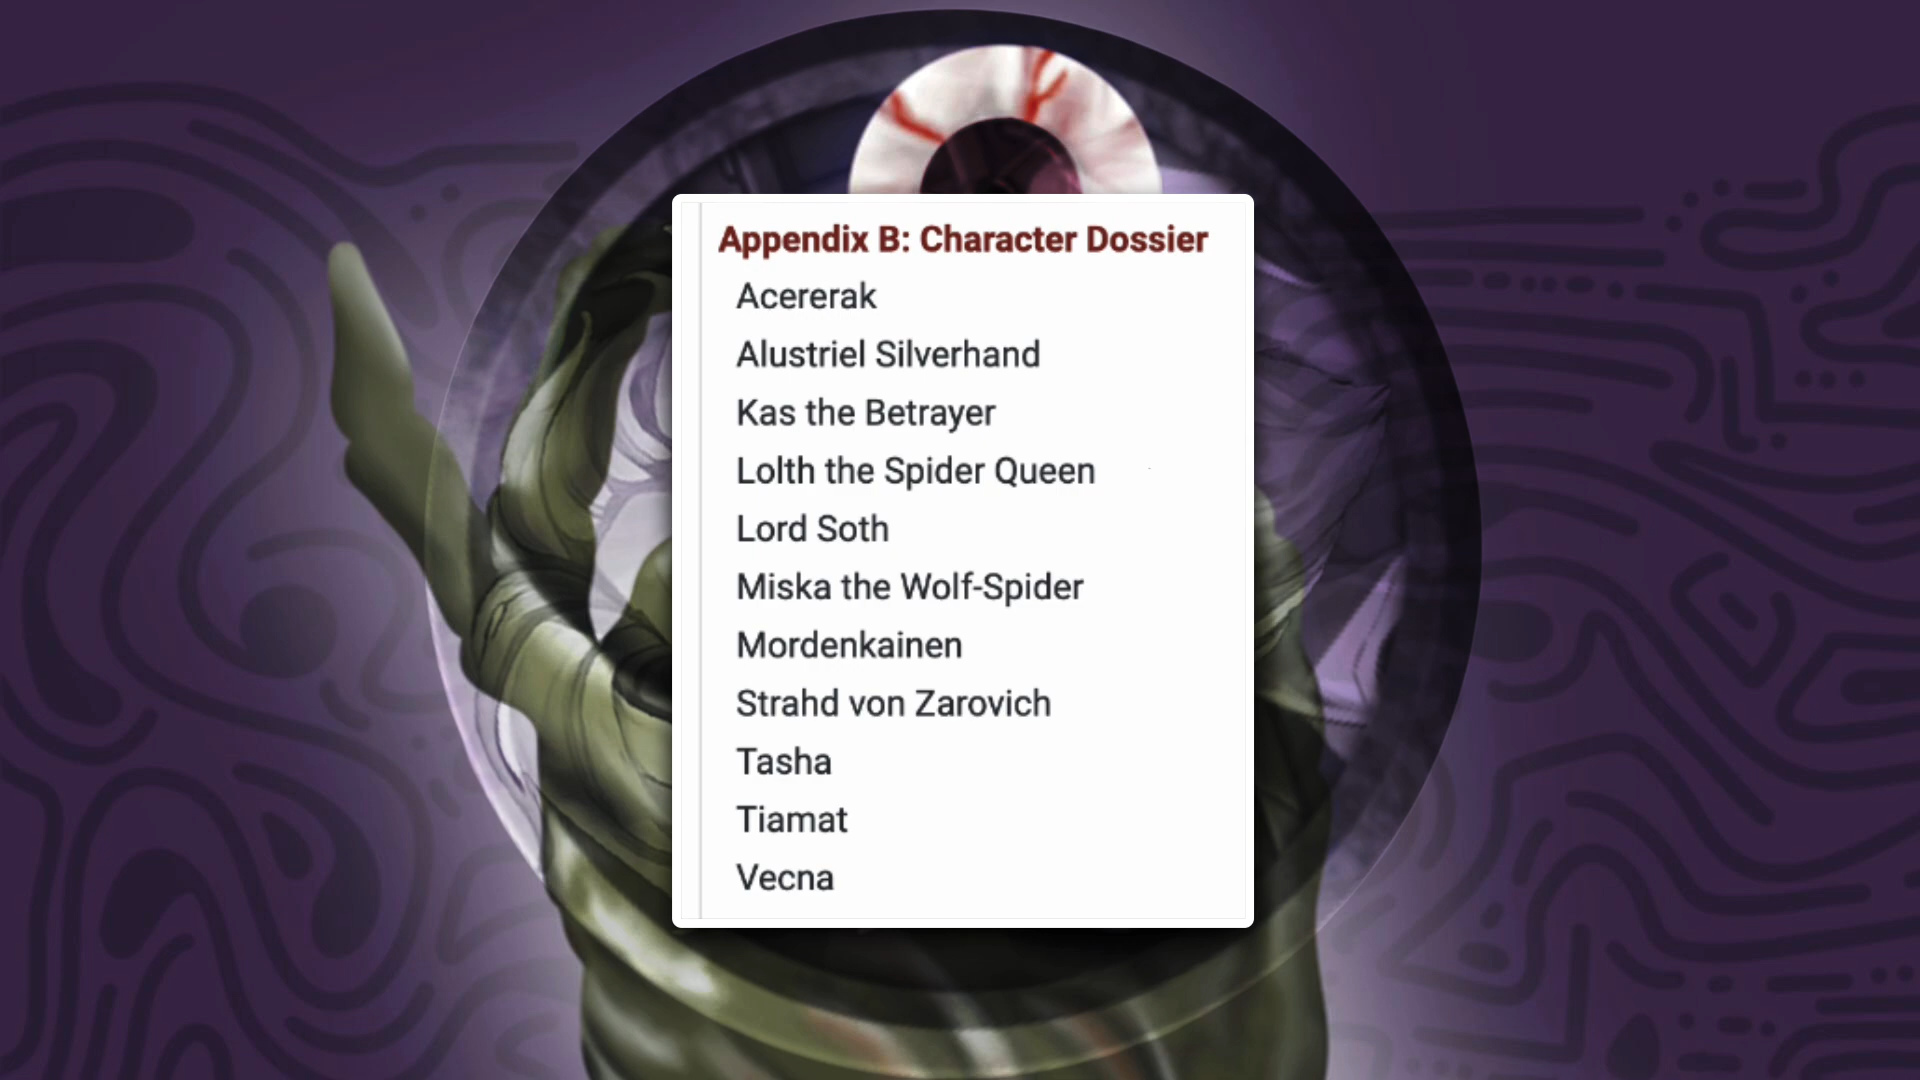 Appendix B: Character Dossier
Acererak
Alustriel Silverhand
Kas the Betrayer
Lolth the Spider Queen
Lord Soth
Miska the Wolf-Spider
Mordenkainen
Strahd von Zarovich
Tasha
Tiamat
Vecna